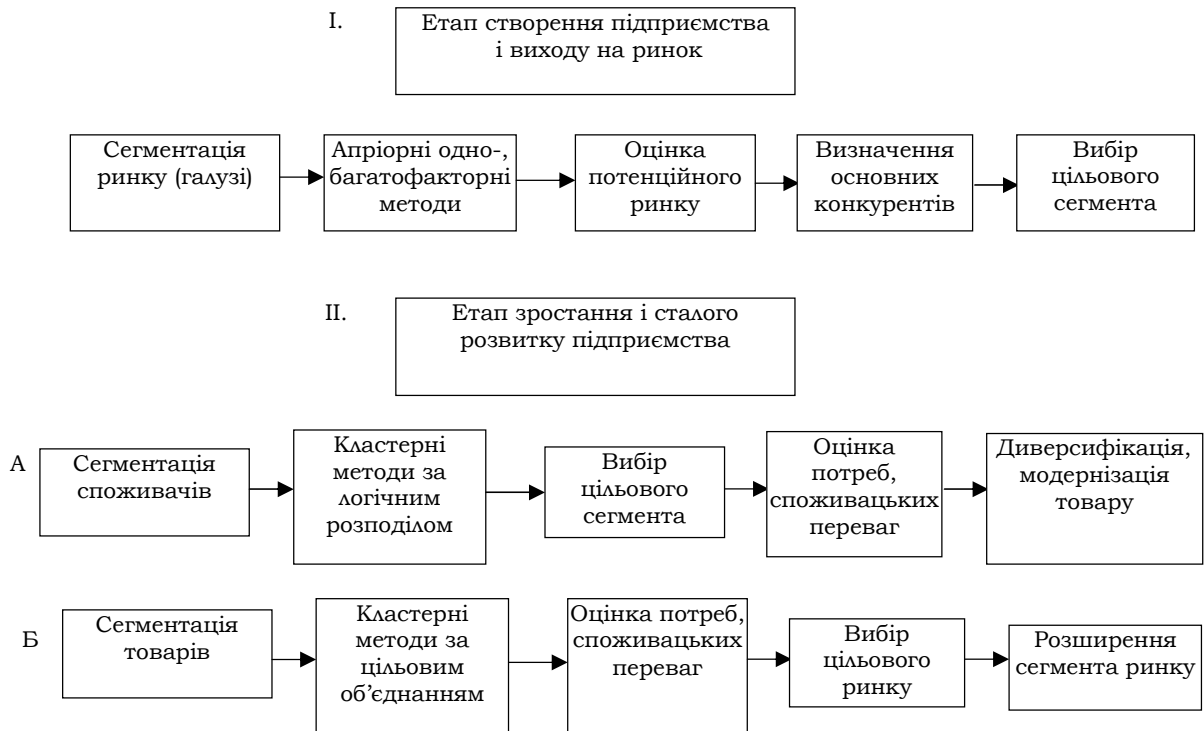 I.
Етап створення підприємства
і виходу на ринок
Сегментація
ринку (галузі)
Апріорні одно-,
багатофакторні
методи
Оцінка
потенційного
ринку
Визначення
основних
конкурентів
Вибір
цільового
сегмента
II.
Етап зростання і сталого
розвитку підприємства
А
Сегментація
споживачів
Кластерні
методи за
логічним
розподілом
Вибір
цільового
сегмента
Оцінка
потреб,
споживацьких
переваг
Диверсифікація,
модернізація
товару
Б
Сегментація
товарів
Кластерні
методи за
цільовим
об’єднанням
Оцінка потреб,
споживацьких
переваг
Вибір
цільового
ринку
Розширення
сегмента ринку